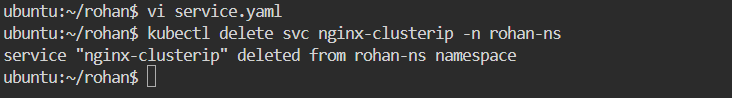 ubuntu:~/rohan$ vi service.yaml
ubuntu:~/rohan$ kubectl delete svc nginx-clusterip -n rohan-ns
service "nginx-clusterip" deleted from rohan-ns namespace
ubuntu:~/rohan$